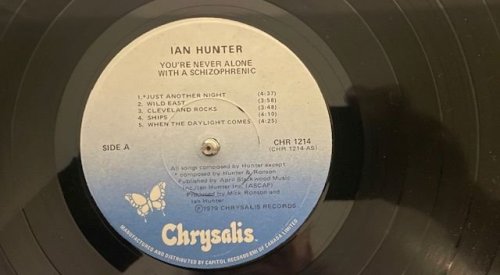 IAN HUNTER
YOU'RE NEVER ALONE
WITH A SCHIZOPHRENIC
1.*JUST ANOTHER NIGHT (4:37)
2. WILD EAST (3:58)
3. CLEVELAND ROCKS (3:48)
4. SHIPS (4:10)
5. WHEN THE DAYLIGHT COMES (4:25)
SIDE A
CHR 1214
(CHR 1214-AS)
All songs composed by Hunter except
* composed by Hunter & Ronson
Published by April Blackwood Music
Inc./Ian Hunter Inc. (ASCAP)
Produced by Mick Ronson and
Ian Hunter
Ⓟ1979 CHRYSALIS RECORDS
Chrysalis
MANUFACTURED AND DISTRIBUTED BY CAPITOL RECORDS-EMI OF CANADA LIMITED